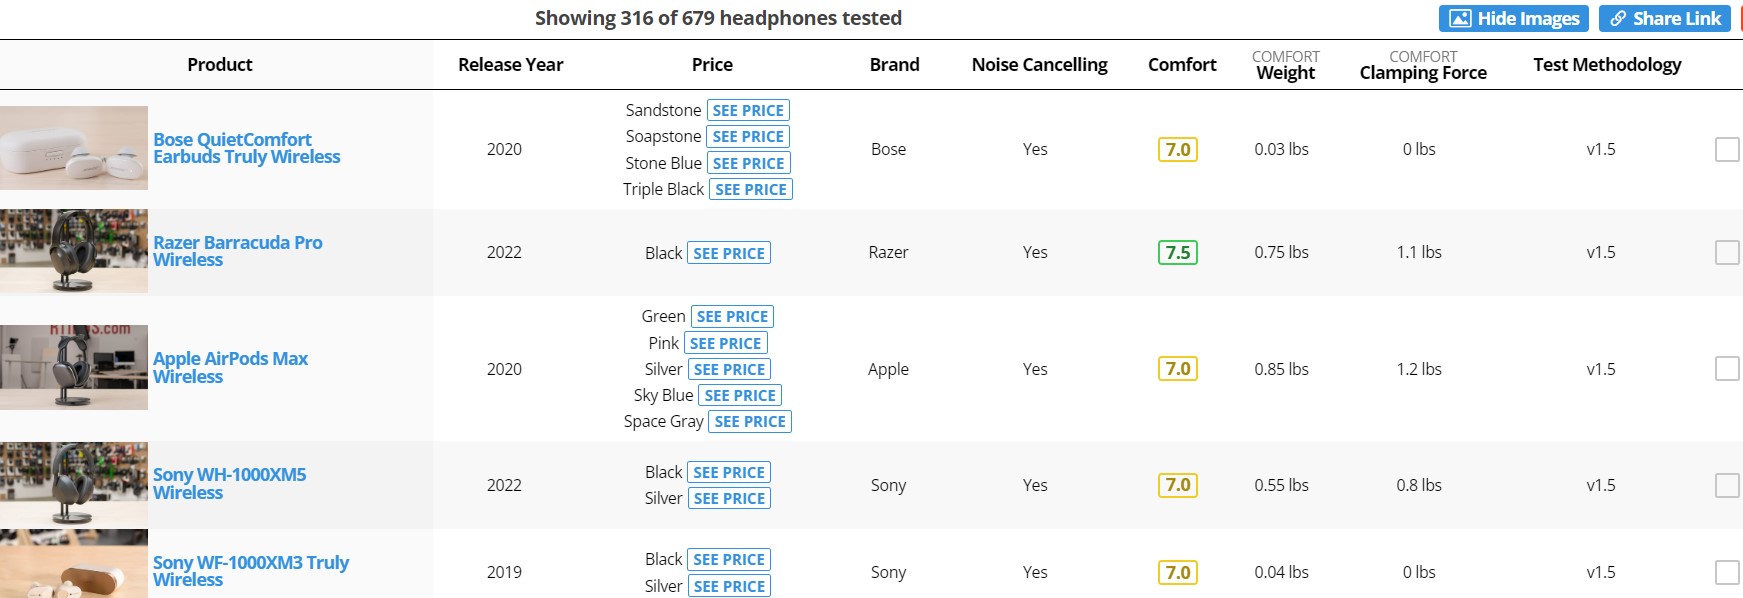 Showing 316 of 679 headphones tested
Hide Images
Share Link
Product Release Year Price Brand Noise Cancelling Comfort COMFORT Weight COMFORT Clamping Force Test Methodology
Bose QuietComfort
Earbuds Truly Wireless
2020
Sandstone SEE PRICE
Soapstone SEE PRICE
Stone Blue SEE PRICE
Triple Black SEE PRICE
Bose Yes 7.0 0.03 lbs 0 lbs v1.5
Razer Barracuda Pro
Wireless
2022
Black SEE PRICE
Razer Yes 7.5 0.75 lbs 1.1 lbs v1.5
Apple AirPods Max
Wireless
2020
Green SEE PRICE
Pink SEE PRICE
Silver SEE PRICE
Sky Blue SEE PRICE
Space Gray SEE PRICE
Apple Yes 7.0 0.85 lbs 1.2 lbs v1.5
Sony WH-1000XM5
Wireless
2022
Black SEE PRICE
Silver SEE PRICE
Sony Yes 7.0 0.55 lbs 0.8 lbs v1.5
Sony WF-1000XM3 Truly
Wireless
2019
Black SEE PRICE
Silver SEE PRICE
Sony Yes 7.0 0.04 lbs 0 lbs v1.5